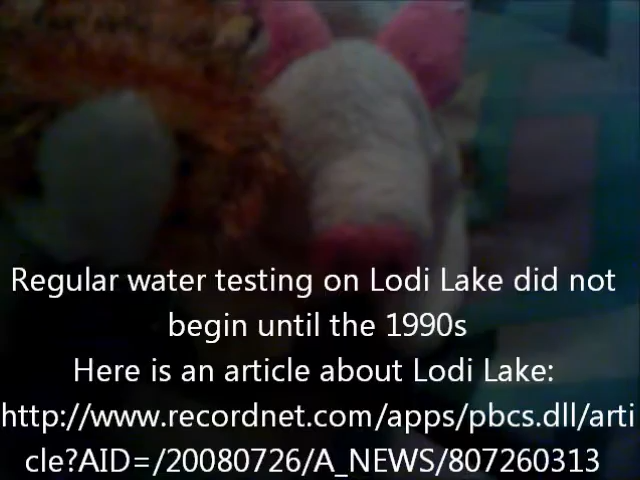 Regular water testing on Lodi Lake did not
begin until the 1990s
Here is an article about Lodi Lake:
http://www.recordnet.com/apps/pbcs.dll/arti
cle?AID=/20080726/A_NEWS/807260313